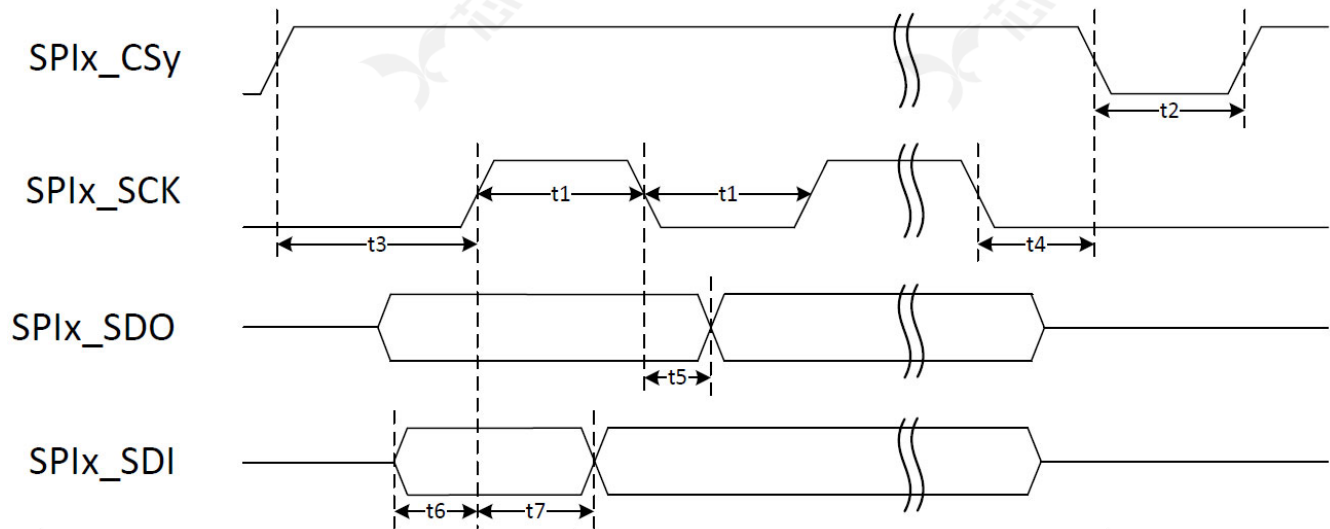 SPIx_CSy
t2
SPIx_SCK
t1 t1
t3 t4
SPIx_SDO
t5
SPIx_SDI
t6 t7